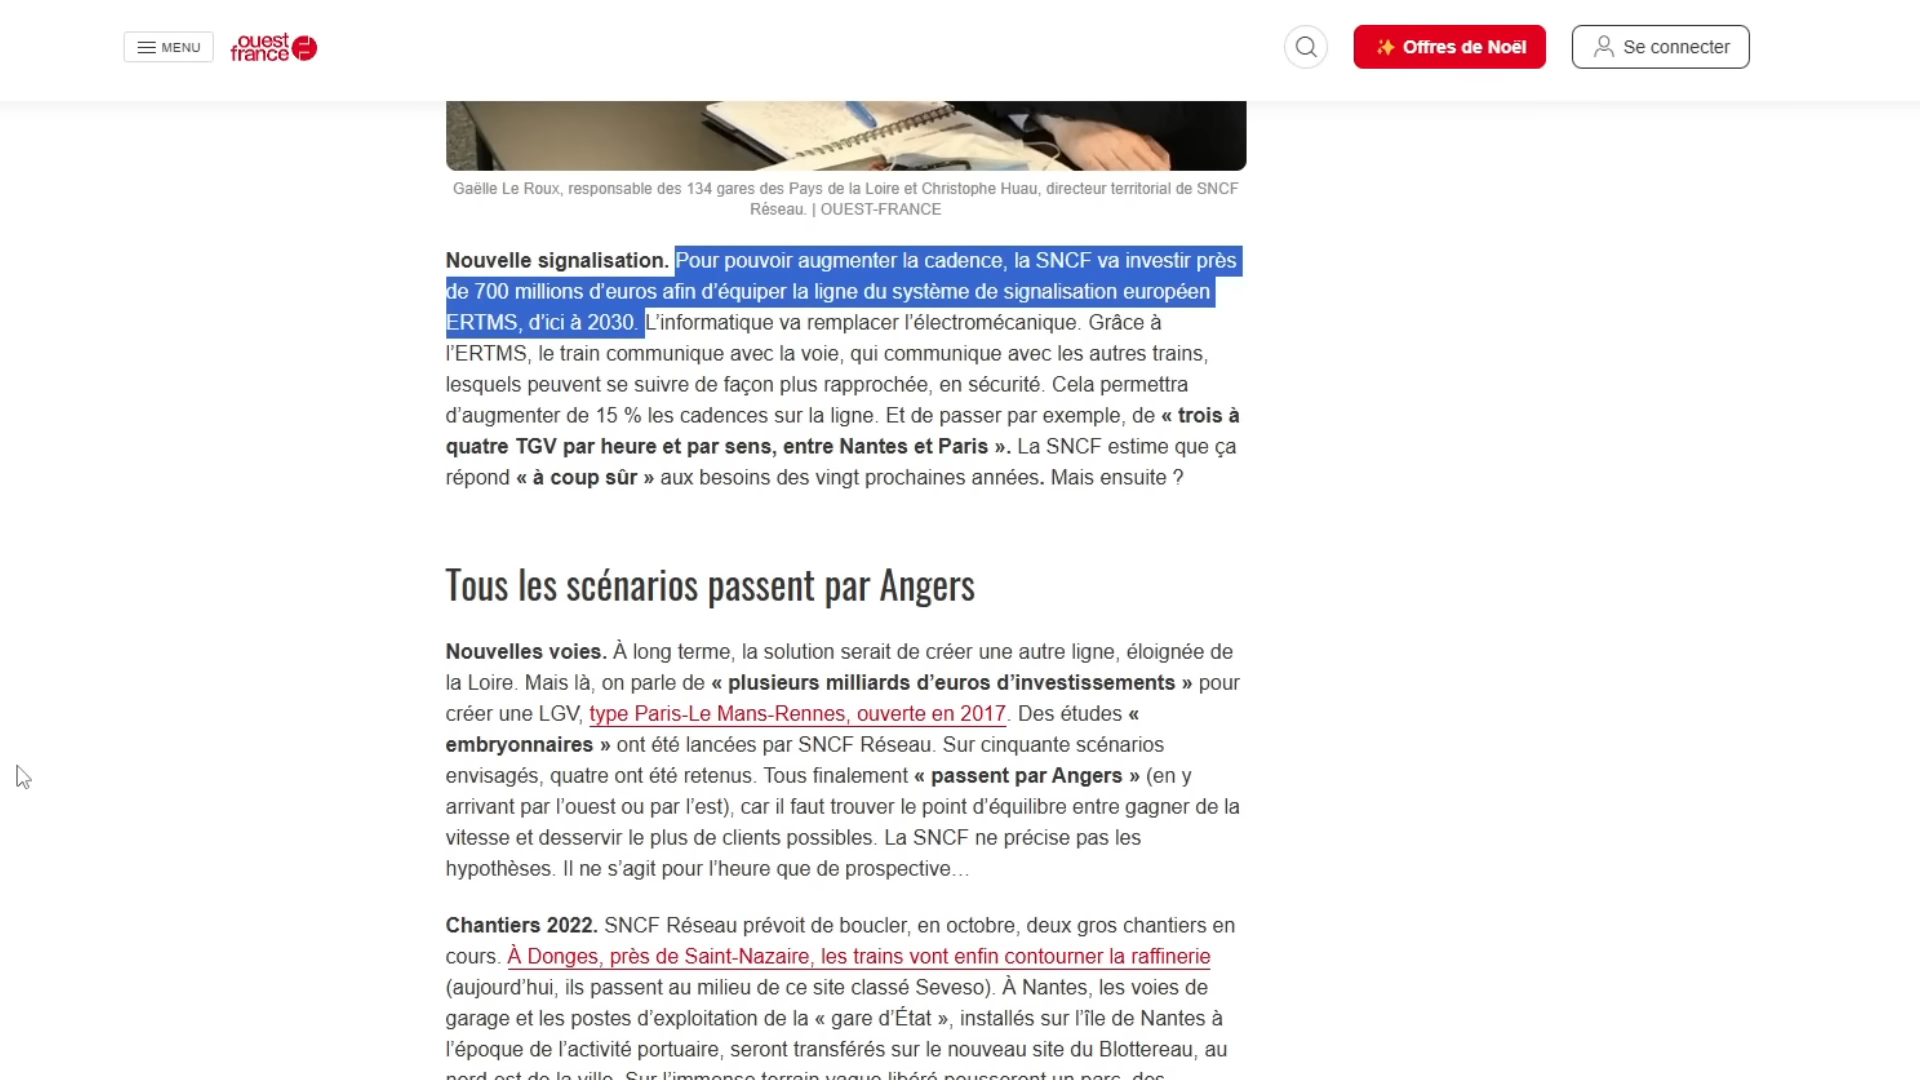 MENU
ouest
france
Offres de Noël
Se connecter
Gaëlle Le Roux, responsable des 134 gares des Pays de la Loire et Christophe Huau, directeur territorial de SNCF
Réseau. | OUEST-FRANCE
Nouvelle signalisation. Pour pouvoir augmenter la cadence, la SNCF va investir près
de 700 millions d’euros afin d’équiper la ligne du système de signalisation européen
ERTMS, d’ici à 2030. L’informatique va remplacer l’électromécanique. Grâce à
l’ERTMS, le train communique avec la voie, qui communique avec les autres trains,
lesquels peuvent se suivre de façon plus rapprochée, en sécurité. Cela permettra
d’augmenter de 15 % les cadences sur la ligne. Et de passer par exemple, de « trois à
quatre TGV par heure et par sens, entre Nantes et Paris ». La SNCF estime que ça
répond « à coup sûr » aux besoins des vingt prochaines années. Mais ensuite ?
Tous les scénarios passent par Angers
Nouvelles voies. À long terme, la solution serait de créer une autre ligne, éloignée de
la Loire. Mais là, on parle de « plusieurs milliards d’euros d’investissements » pour
créer une LGV, type Paris-Le Mans-Rennes, ouverte en 2017. Des études «
embryonnaires » ont été lancées par SNCF Réseau. Sur cinquante scénarios
envisagés, quatre ont été retenus. Tous finalement « passent par Angers » (en y
arrivant par l’ouest ou par l’est), car il faut trouver le point d’équilibre entre gagner de la
vitesse et desservir le plus de clients possibles. La SNCF ne précise pas les
hypothèses. Il ne s’agit pour l’heure que de prospective…
Chantiers 2022. SNCF Réseau prévoit de boucler, en octobre, deux gros chantiers en
cours. À Donges, près de Saint-Nazaire, les trains vont enfin contourner la raffinerie
(aujourd’hui, ils passent au milieu de ce site classé Seveso). À Nantes, les voies de
garage et les postes d’exploitation de la « gare d’État », installés sur l’île de Nantes à
l’époque de l’activité portuaire, seront transférés sur le nouveau site du Blottereau, au
nord-est de la ville. Sur l’immense terrain vague libéré pousseront un parc, des